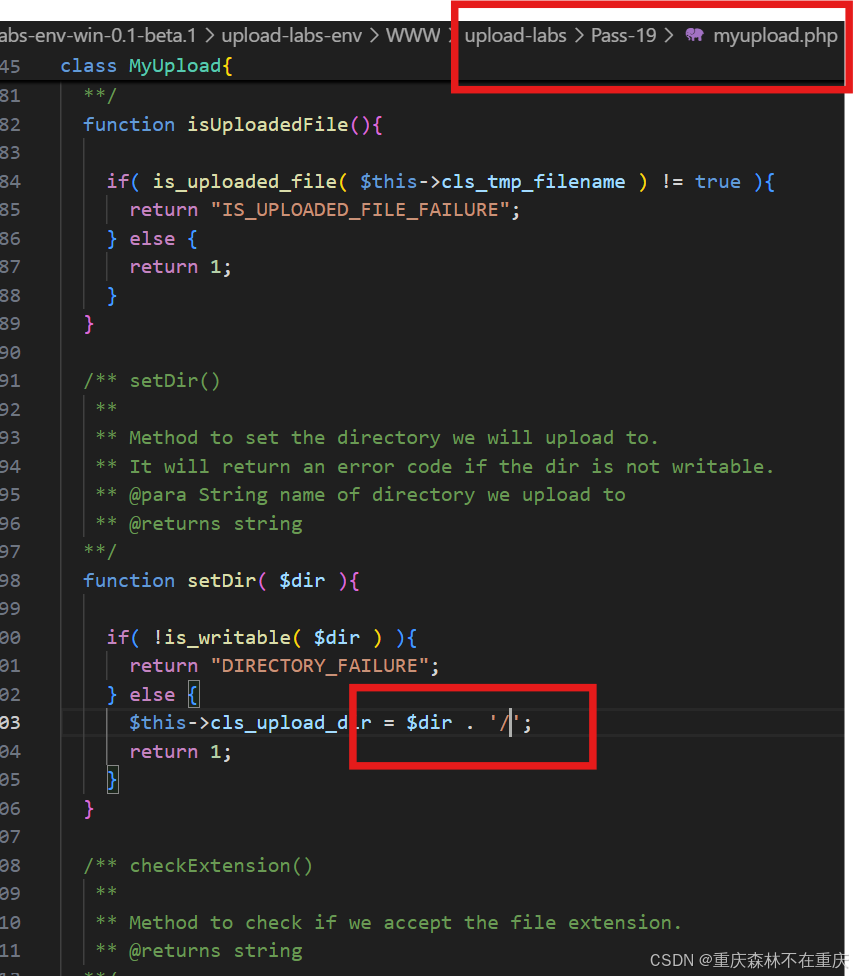 abs-env-win-0.1-beta.1 > upload-labs-env > WWW > upload-labs > Pass-19 > myupload.php
45 class MyUpload{
81 **/
82 function isUploadedFile(){
83
84 if( is_uploaded_file( $this->cls_tmp_filename ) != true ){
85 return "IS_UPLOADED_FILE_FAILURE";
86 } else {
87 return 1;
88 }
89 }
90
91 /** setDir()
92 **
93 ** Method to set the directory we will upload to.
94 ** It will return an error code if the dir is not writable.
95 ** @para String name of directory we upload to
96 ** @returns string
97 **/
98 function setDir( $dir ){
99
00 if( !is_writable( $dir ) ){
01 return "DIRECTORY_FAILURE";
02 } else {
03 $this->cls_upload_dir = $dir . '/';
04 return 1;
05 }
06 }
07
08 /** checkExtension()
09 **
10 ** Method to check if we accept the file extension.
11 ** @returns string
CSDN @重庆森林不在重庆